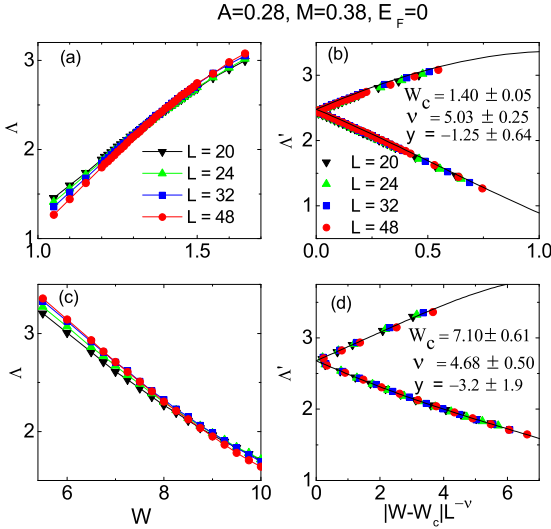 A=0.28, M=0.38, E_F=0
(a)
Λ
3
2
1
1.0
1.5
L = 20
L = 24
L = 32
L = 48
(b)
Λ'
3
2
1
0.0
0.5
1.0
W_c = 1.40 ± 0.05
ν = 5.03 ± 0.25
y = −1.25 ± 0.64
L = 20
L = 24
L = 32
L = 48
(c)
Λ
3
2
6
8
10
W
(d)
Λ'
3
2
1
0
2
4
6
W_c = 7.10 ± 0.61
ν = 4.68 ± 0.50
y = −3.2 ± 1.9
|W-W_c|L^−ν